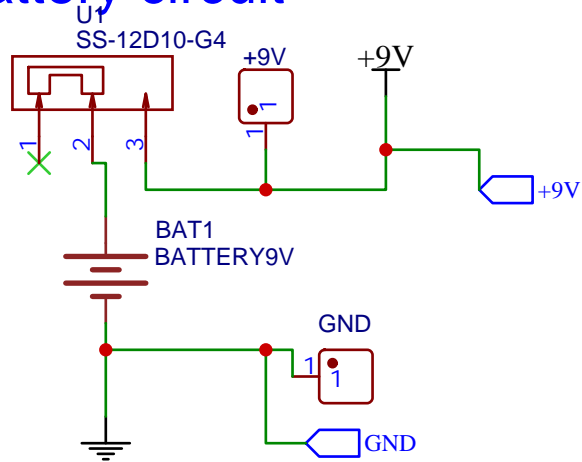 U1
SS-12D10-G4
+9V
+9V
1
1
1
2
3
+9V
BAT1
BATTERY9V
GND
1
1
GND